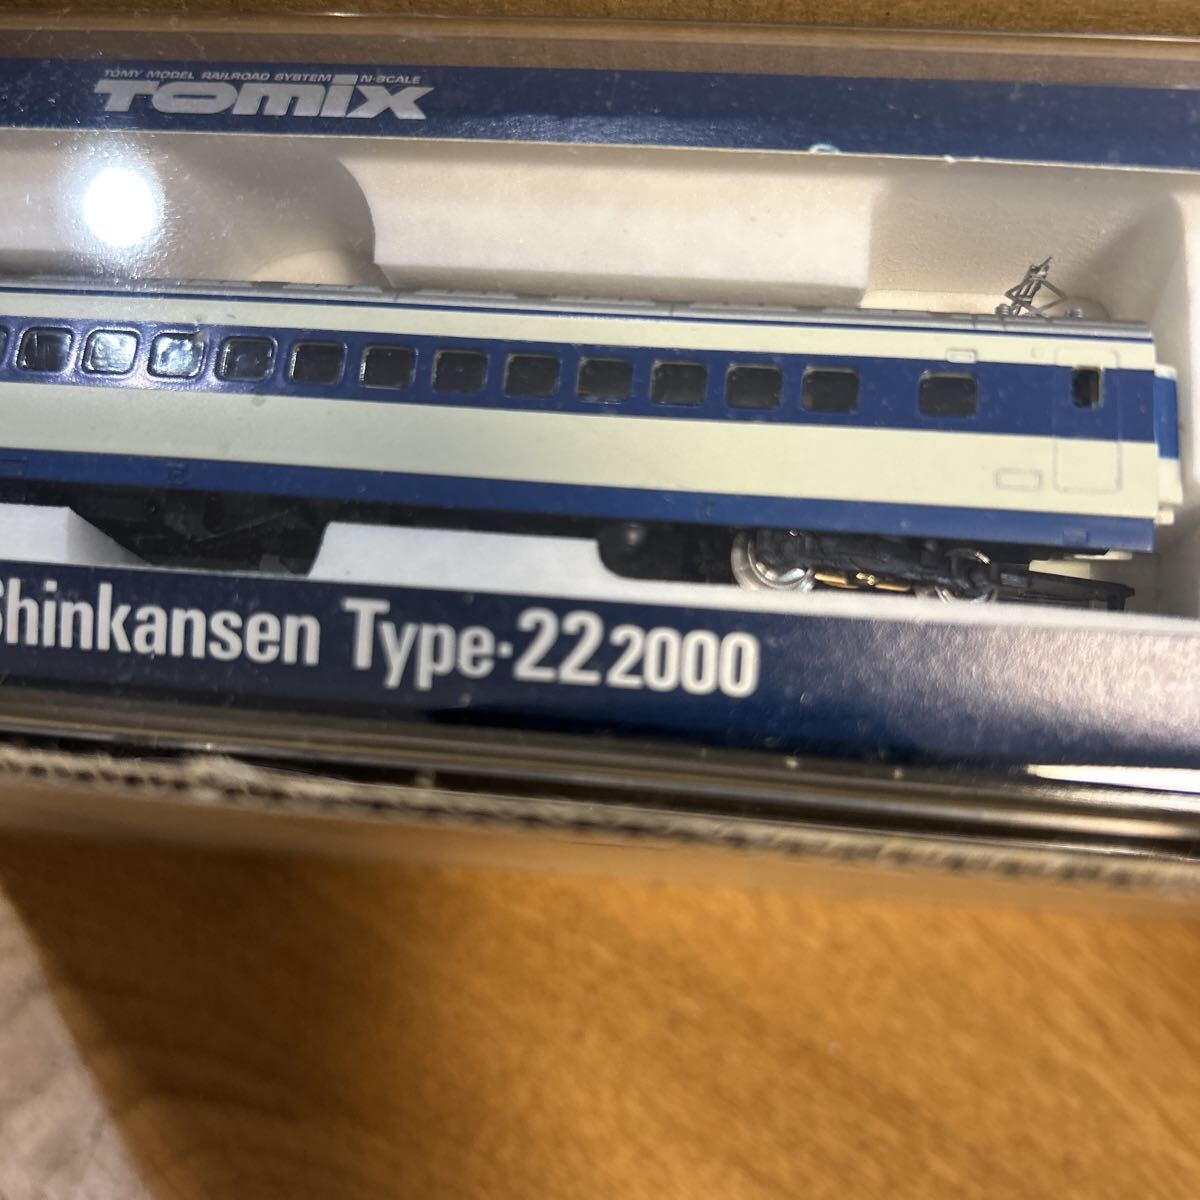 TOMY MODEL RAILROAD SYSTEM N-SCALE
TOMIX
Shinkansen Type·22 2000